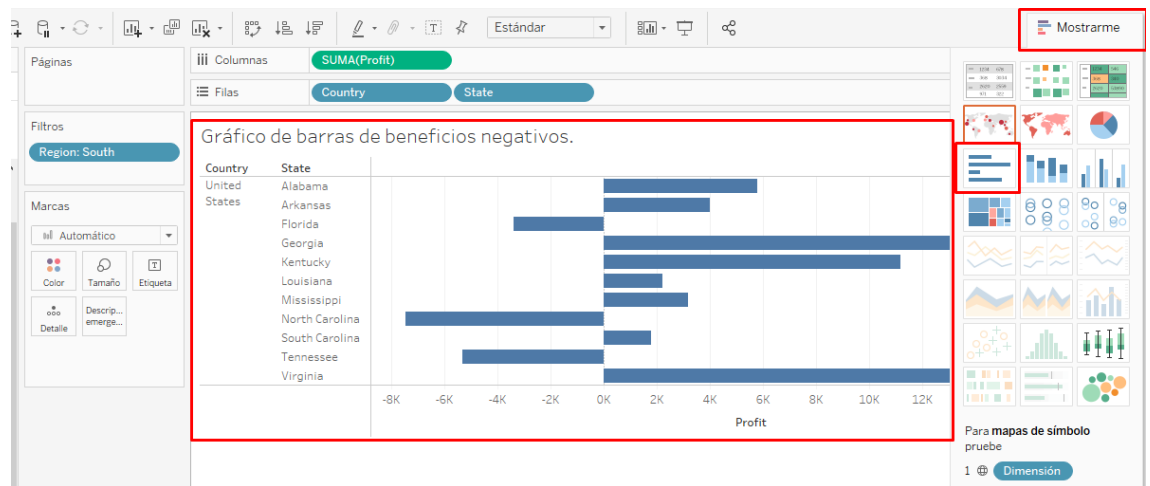 Estándar
Mostrarme
Páginas
Columnas
SUMA(Profit)
Filas
Country
State
Filtros
Region: South
Marcas
Automático
Color
Tamaño
Etiqueta
Detalle
Descrip...
emerge...
Gráfico de barras de beneficios negativos.
Country State
United
States
Alabama
Arkansas
Florida
Georgia
Kentucky
Louisiana
Mississippi
North Carolina
South Carolina
Tennessee
Virginia
-8K -6K -4K -2K 0K 2K 4K 6K 8K 10K 12K
Profit
Para mapas de símbolo
pruebe
1 Dimensión